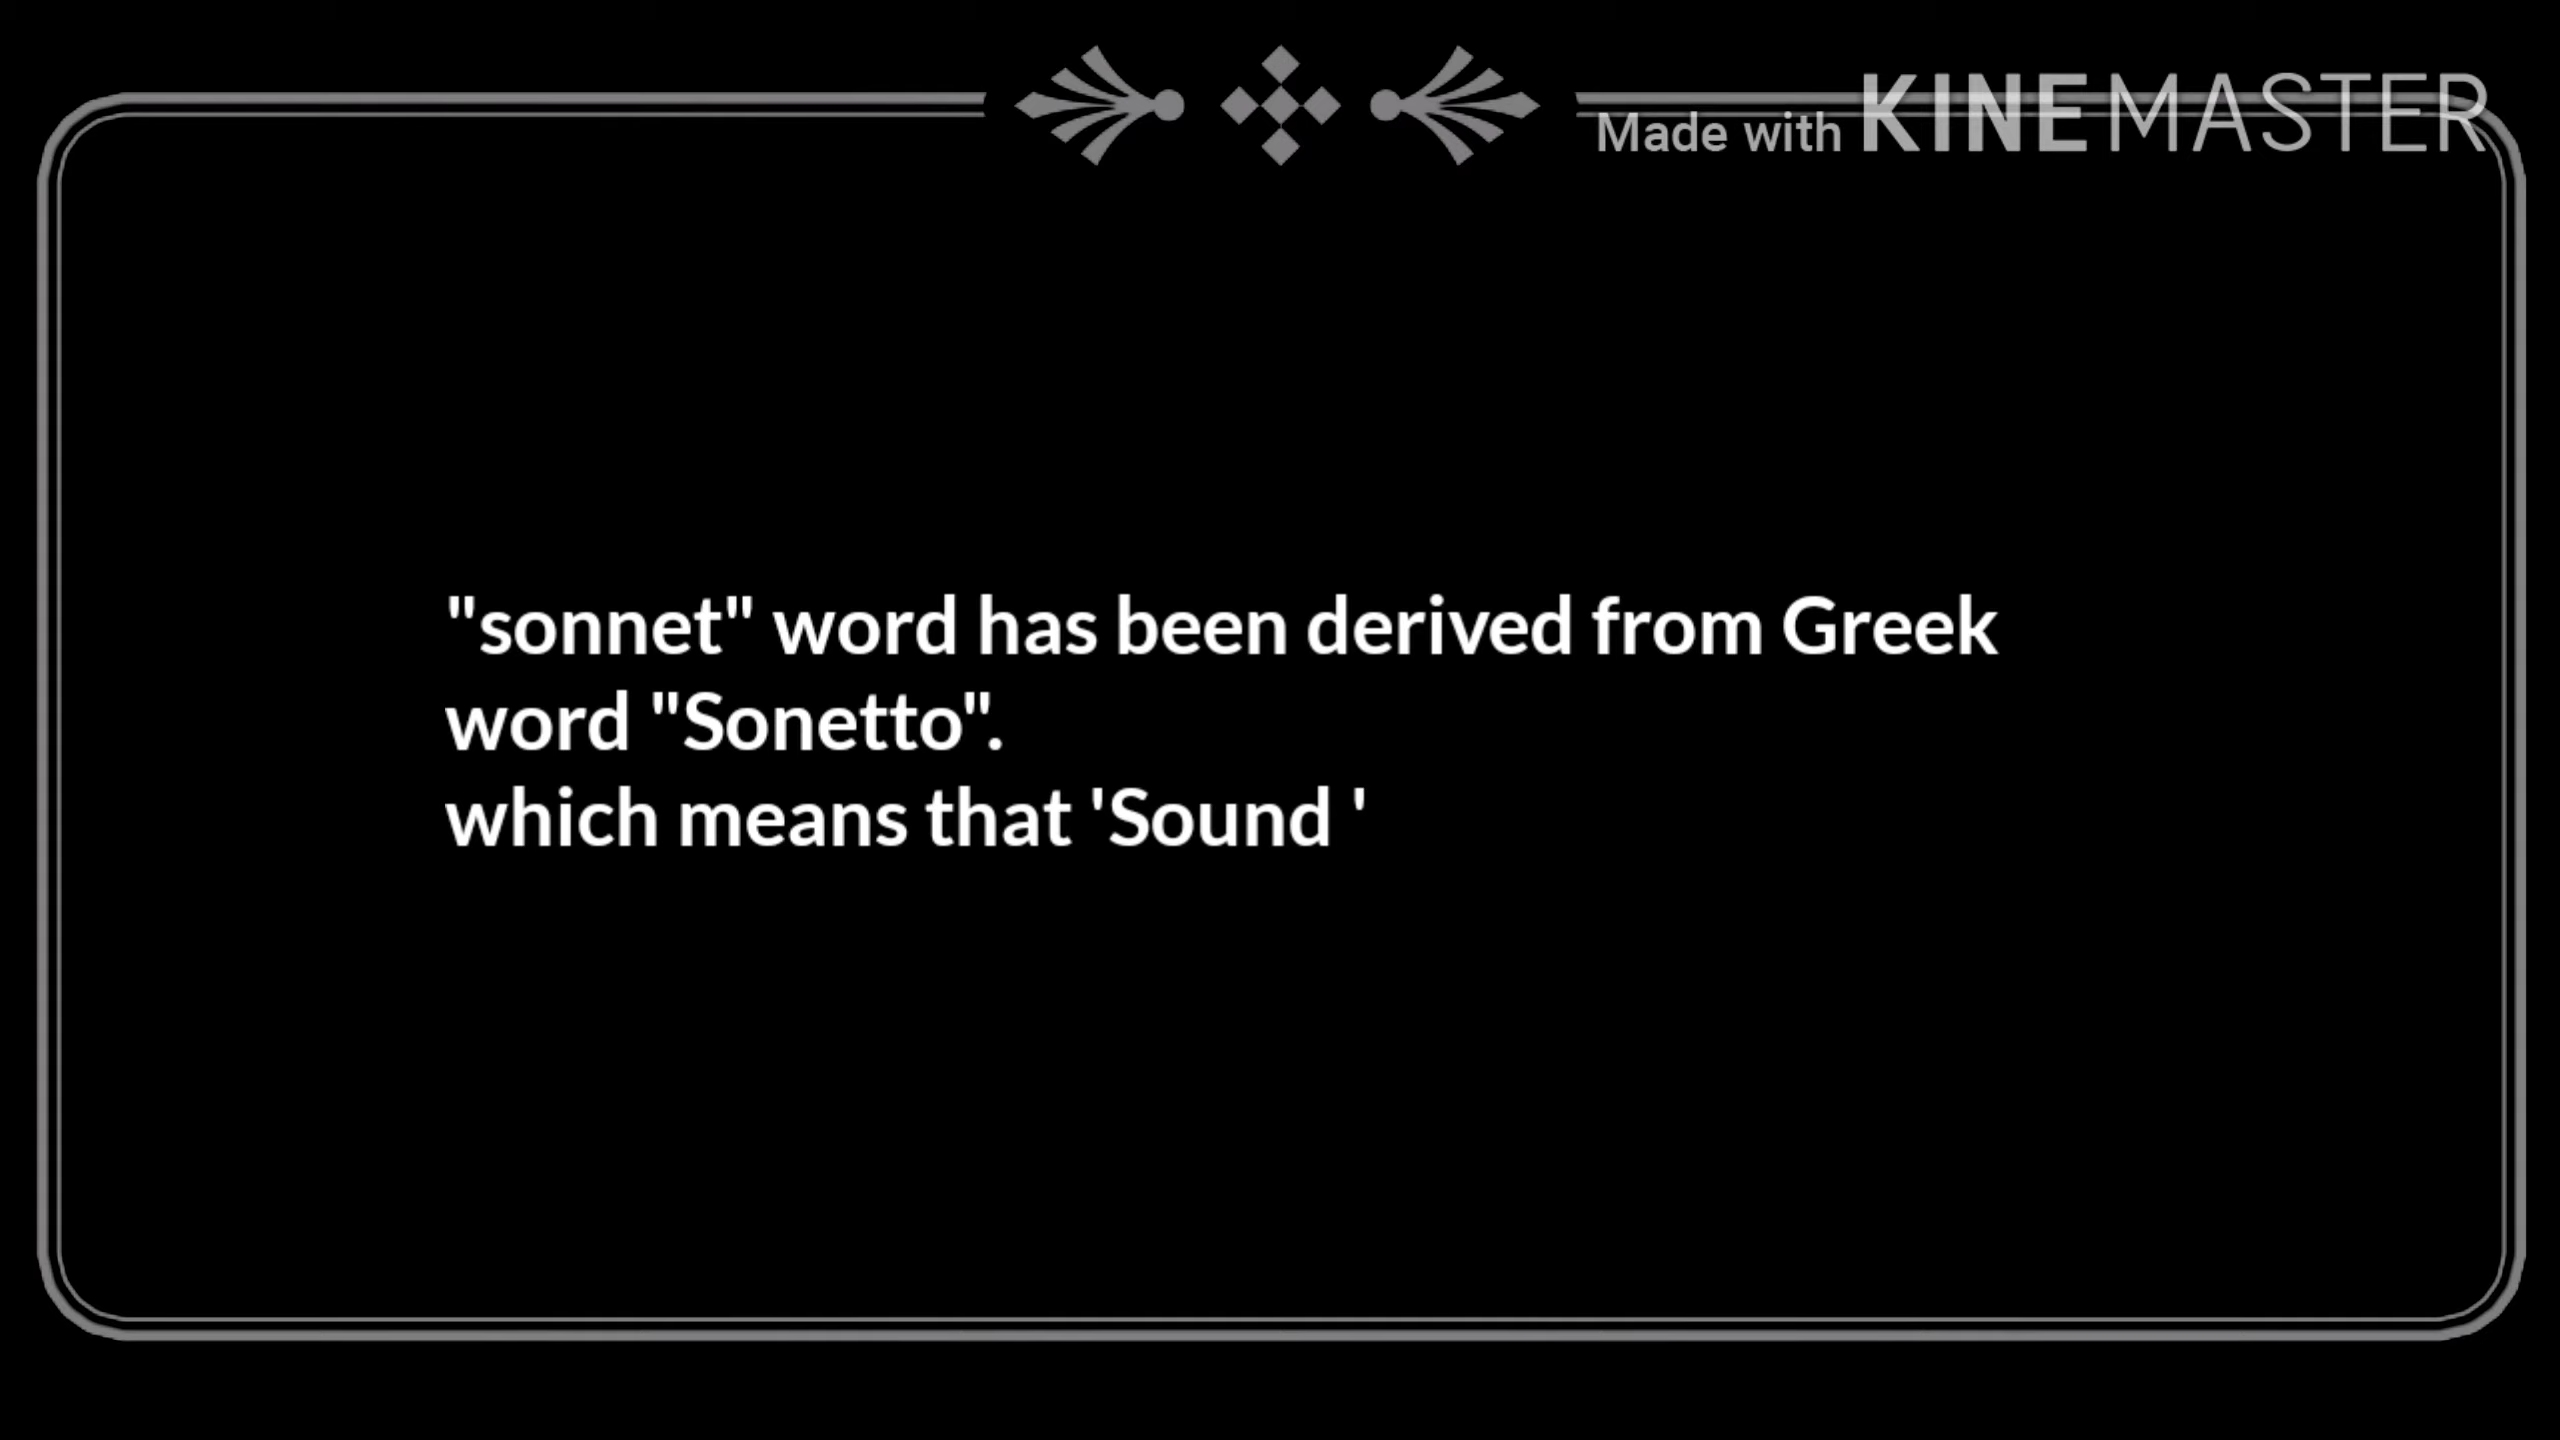 Made with KINEMASTER
"sonnet" word has been derived from Greek
word "Sonetto".
which means that 'Sound '